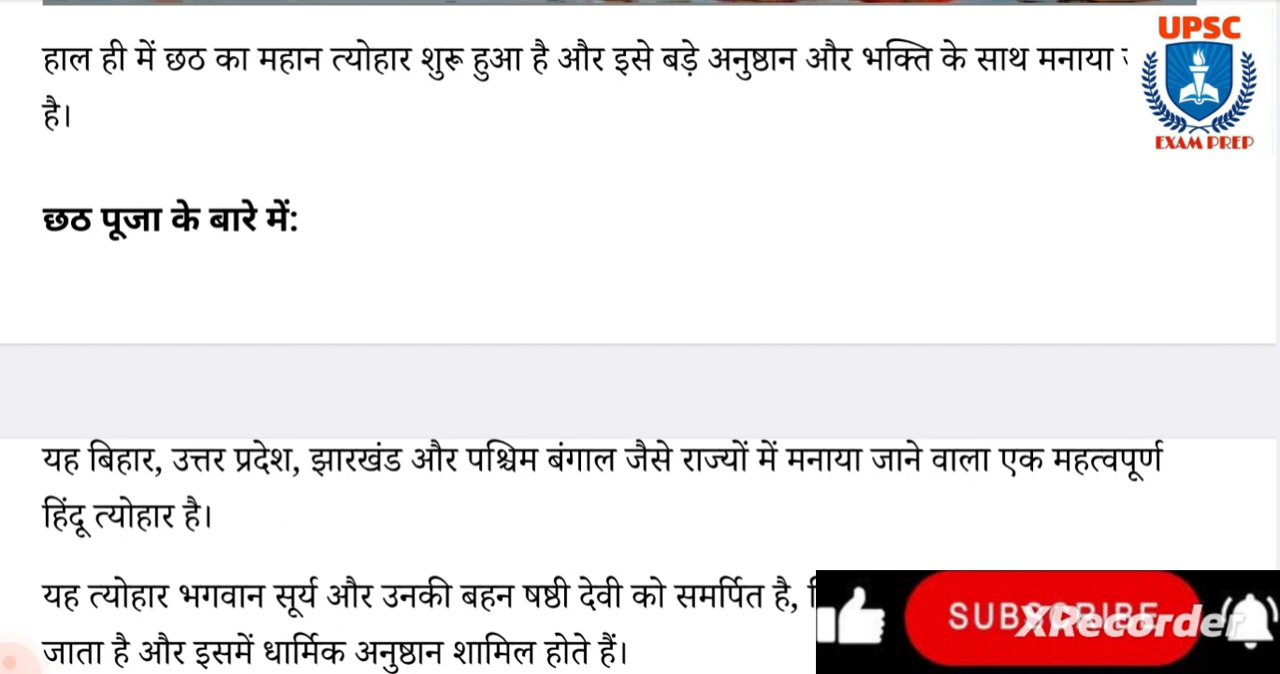 हाल ही में छठ का महान त्योहार शुरू हुआ है और इसे बड़े अनुष्ठान और भक्ति के साथ मनाया
है।
UPSC
EXAM PREP
छठ पूजा के बारे में:
यह बिहार, उत्तर प्रदेश, झारखंड और पश्चिम बंगाल जैसे राज्यों में मनाया जाने वाला एक महत्वपूर्ण
हिंदू त्योहार है।
यह त्योहार भगवान सूर्य और उनकी बहन षष्ठी देवी को समर्पित है,
जाता है और इसमें धार्मिक अनुष्ठान शामिल होते हैं।
SUBSCRIBE
XRecorder